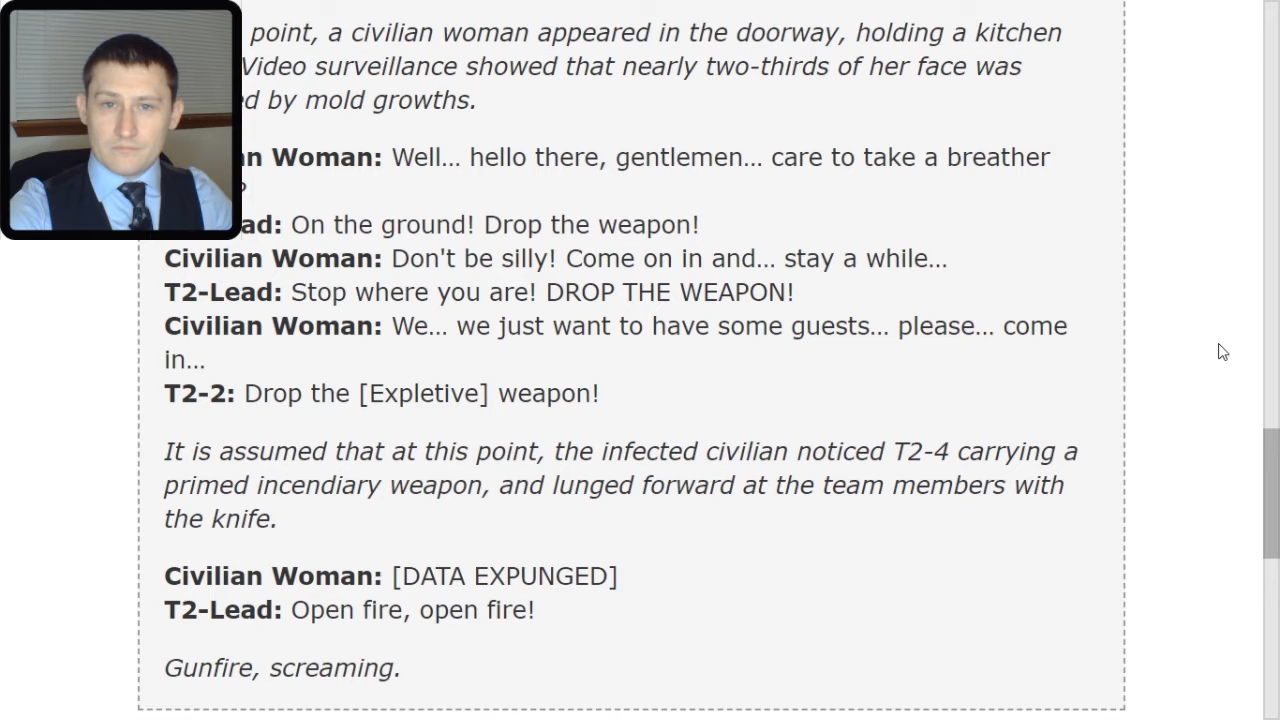 point, a civilian woman appeared in the doorway, holding a kitchen
Video surveillance showed that nearly two-thirds of her face was
d by mold growths.
n Woman: Well… hello there, gentlemen… care to take a breather
?
ad: On the ground! Drop the weapon!
Civilian Woman: Don't be silly! Come on in and… stay a while…
T2-Lead: Stop where you are! DROP THE WEAPON!
Civilian Woman: We… we just want to have some guests… please… come
in…
T2-2: Drop the [Expletive] weapon!
It is assumed that at this point, the infected civilian noticed T2-4 carrying a
primed incendiary weapon, and lunged forward at the team members with
the knife.
Civilian Woman: [DATA EXPUNGED]
T2-Lead: Open fire, open fire!
Gunfire, screaming.